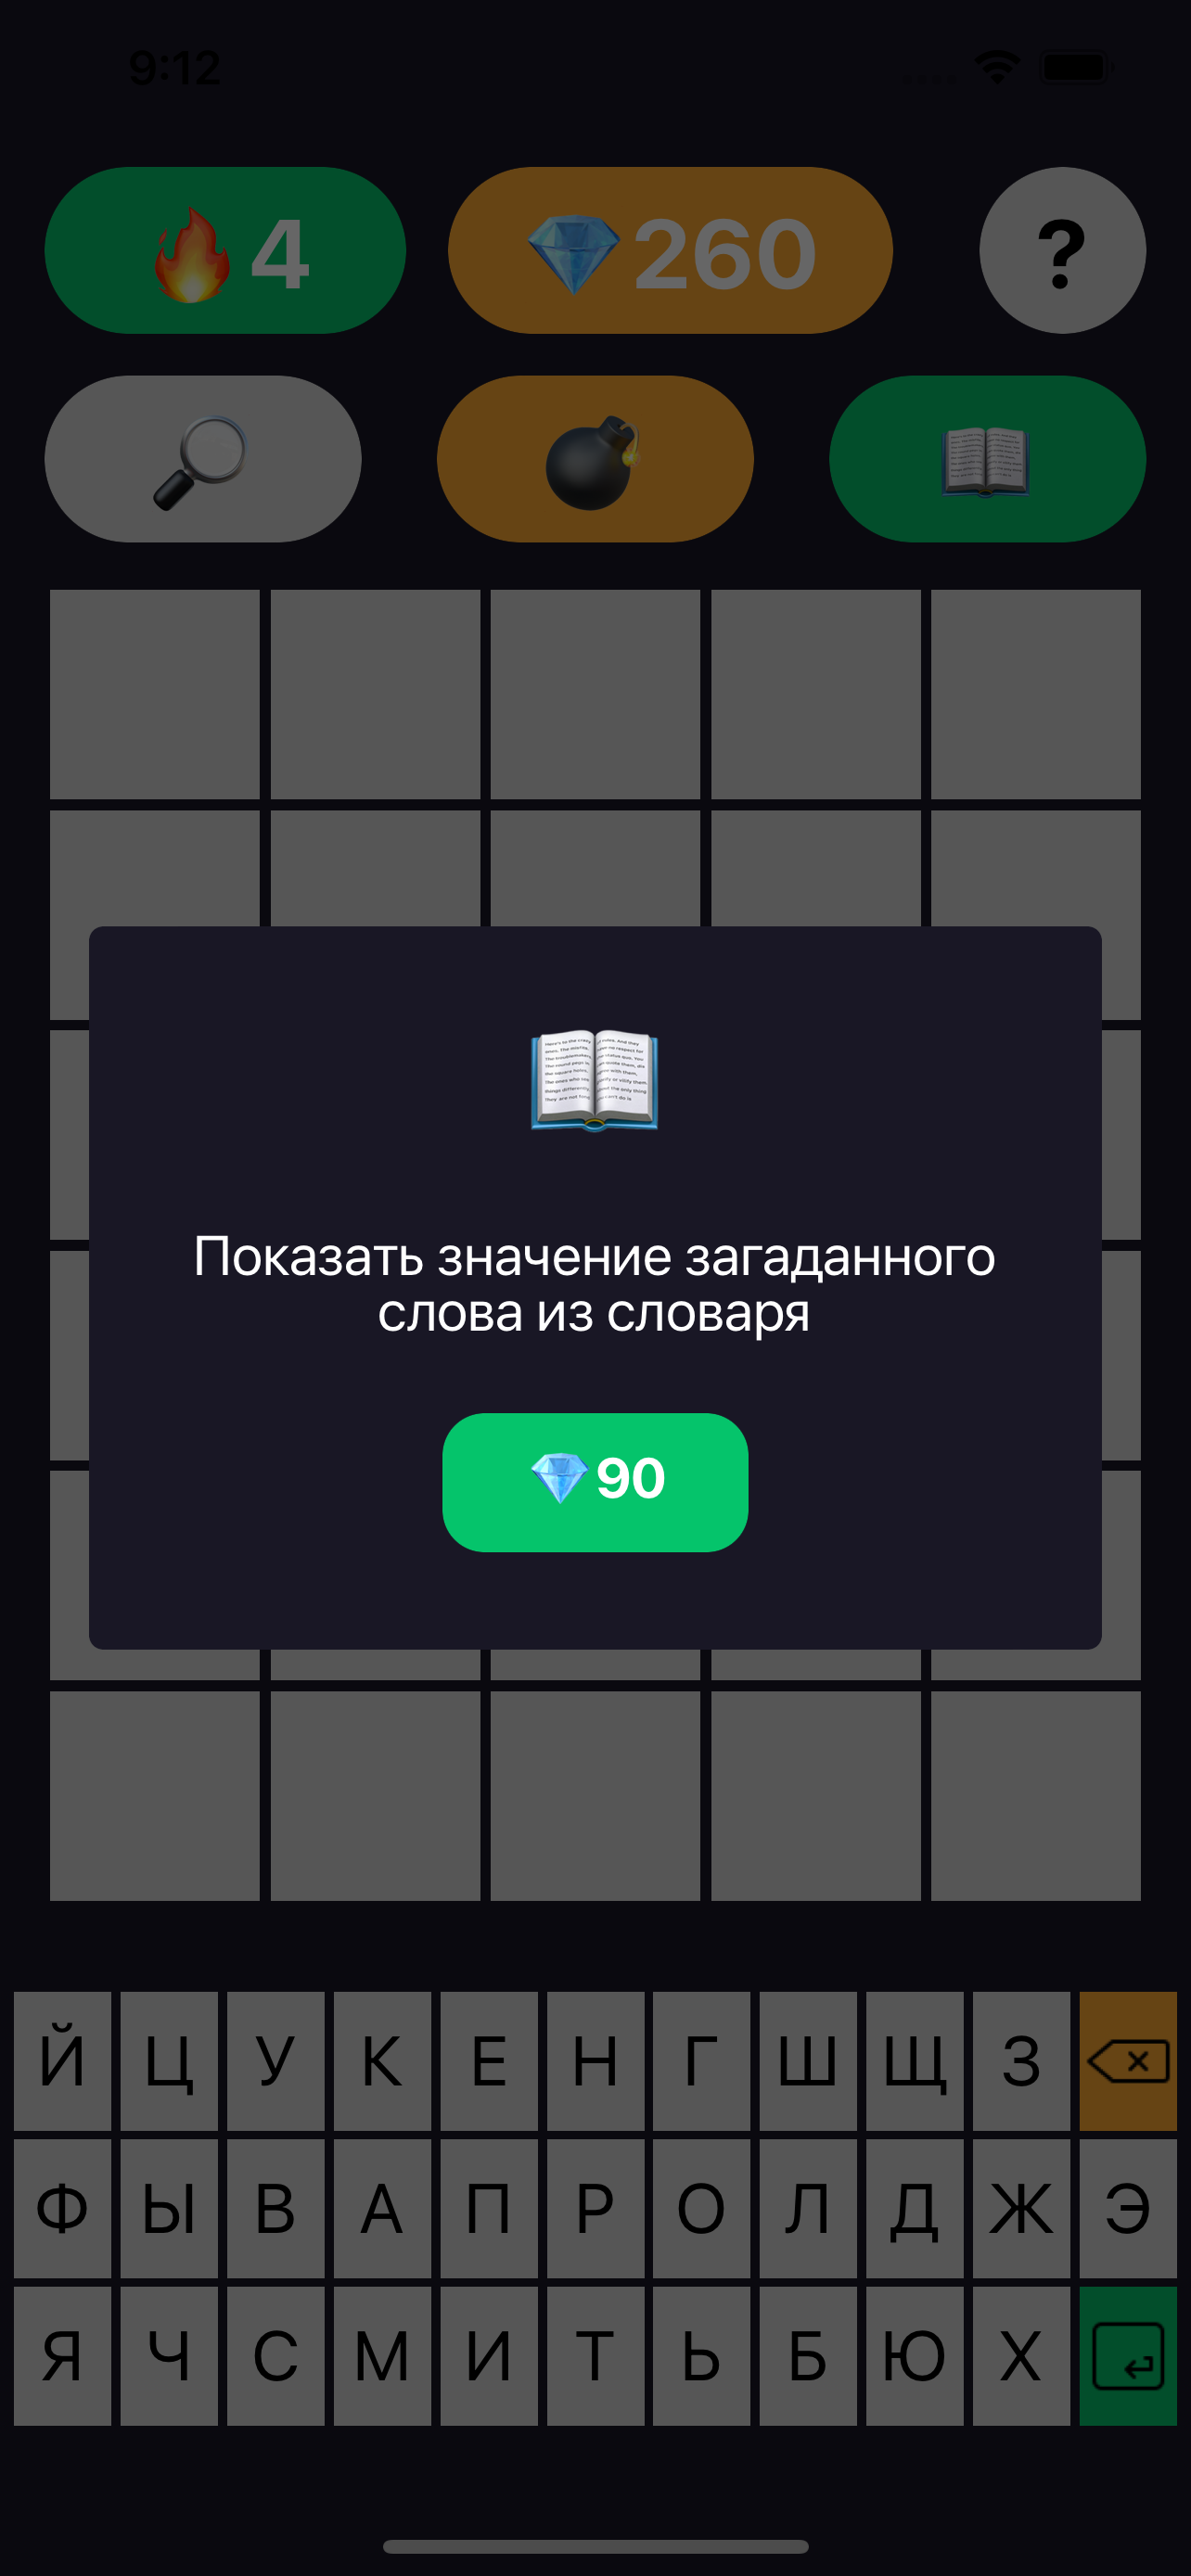 9:12
4
260
?
Показать значение загаданного
слова из словаря
90
Й Ц У К Е Н Г Ш Щ З
Ф Ы В А П Р О Л Д Ж Э
Я Ч С М И Т Ь Б Ю Х